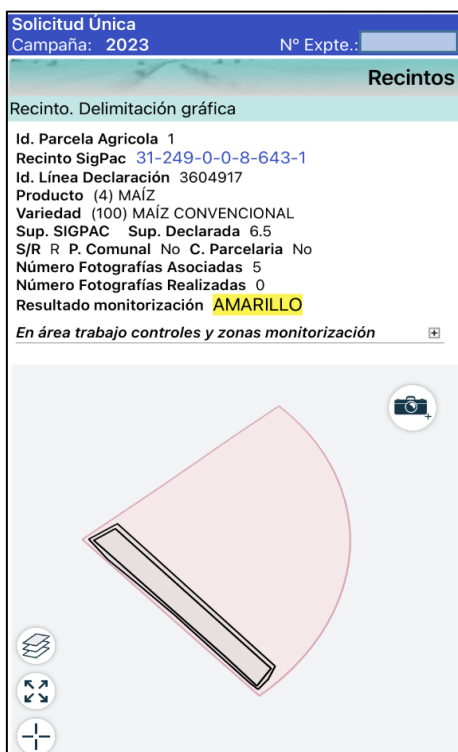 Solicitud Única
Campaña: 2023 Nº Expte.:
Recintos
Recinto. Delimitación gráfica
Id. Parcela Agricola 1
Recinto SigPac 31-249-0-0-8-643-1
Id. Línea Declaración 3604917
Producto (4) MAÍZ
Variedad (100) MAÍZ CONVENCIONAL
Sup. SIGPAC Sup. Declarada 6.5
S/R R P. Comunal No C. Parcelaria No
Número Fotografías Asociadas 5
Número Fotografías Realizadas 0
Resultado monitorización AMARILLO
En área trabajo controles y zonas monitorización